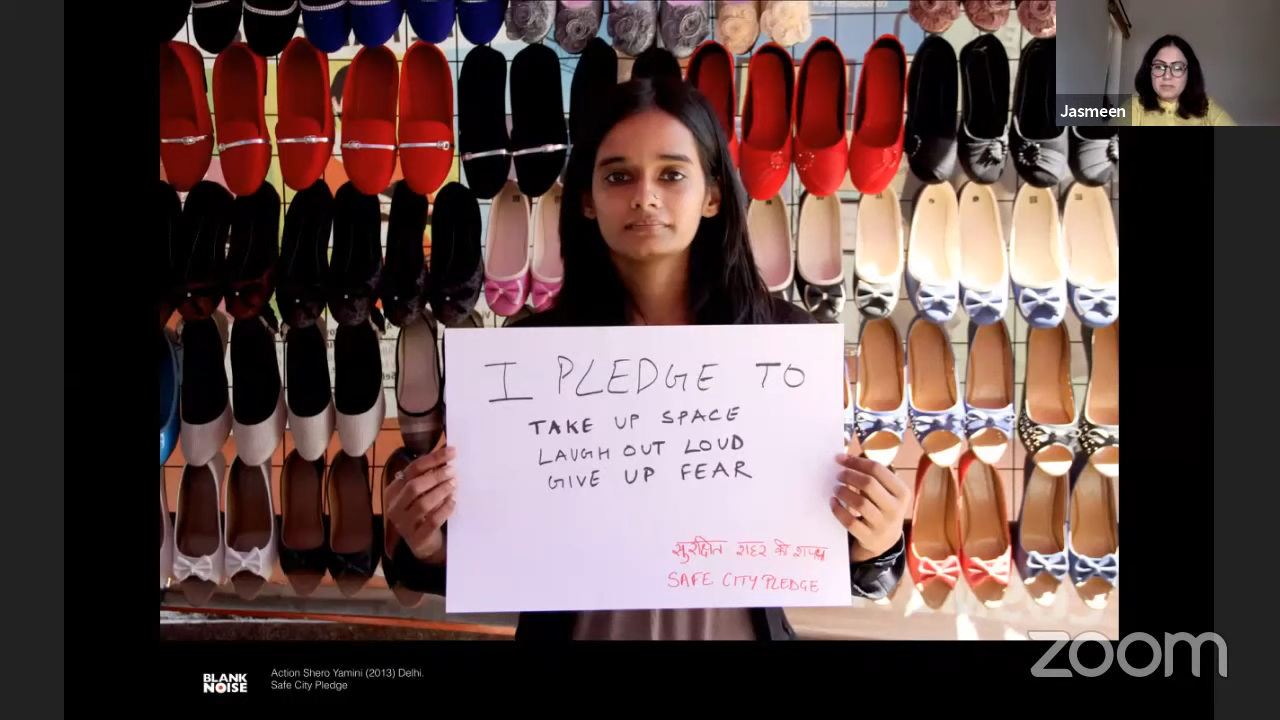 Jasmeen
I PLEDGE TO
TAKE UP SPACE
LAUGH OUT LOUD
GIVE UP FEAR
सुरक्षित शहर की शपथ
SAFE CITY PLEDGE
BLANK
NOISE
Action Shero Yamini (2013) Delhi.
Safe City Pledge
zoom